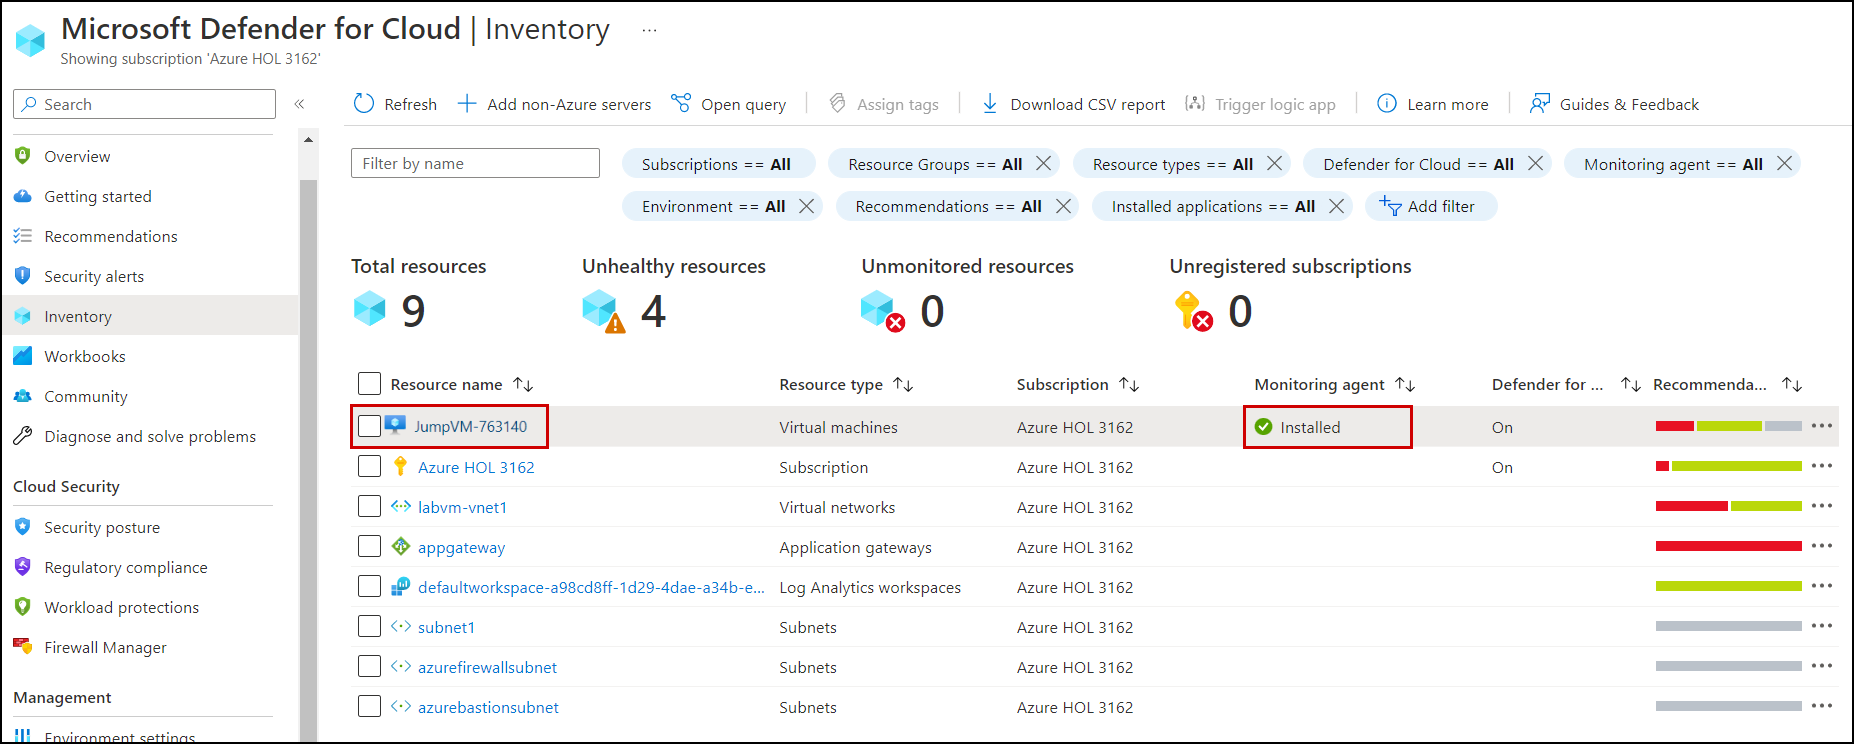 Microsoft Defender for Cloud | Inventory ...
Showing subscription 'Azure HOL 3162'
Search
«
Overview
Getting started
Recommendations
Security alerts
Inventory
Workbooks
Community
Diagnose and solve problems
Cloud Security
Security posture
Regulatory compliance
Workload protections
Firewall Manager
Management
Environment settings
Refresh Add non-Azure servers Open query Assign tags Download CSV report Trigger logic app Learn more Guides & Feedback
Filter by name Subscriptions == All Resource Groups == All Resource types == All Defender for Cloud == All Monitoring agent == All
Environment == All Recommendations == All Installed applications == All Add filter
Total resources Unhealthy resources Unmonitored resources Unregistered subscriptions
9 4 0 0
Resource name Resource type Subscription Monitoring agent Defender for ... Recommenda...
JumpVM-763140 Virtual machines Azure HOL 3162 Installed On
Azure HOL 3162 Subscription Azure HOL 3162 On
labvm-vnet1 Virtual networks Azure HOL 3162
appgateway Application gateways Azure HOL 3162
defaultworkspace-a98cd8ff-1d29-4dae-a34b-e... Log Analytics workspaces Azure HOL 3162
subnet1 Subnets Azure HOL 3162
azurefirewallsubnet Subnets Azure HOL 3162
azurebastionsubnet Subnets Azure HOL 3162